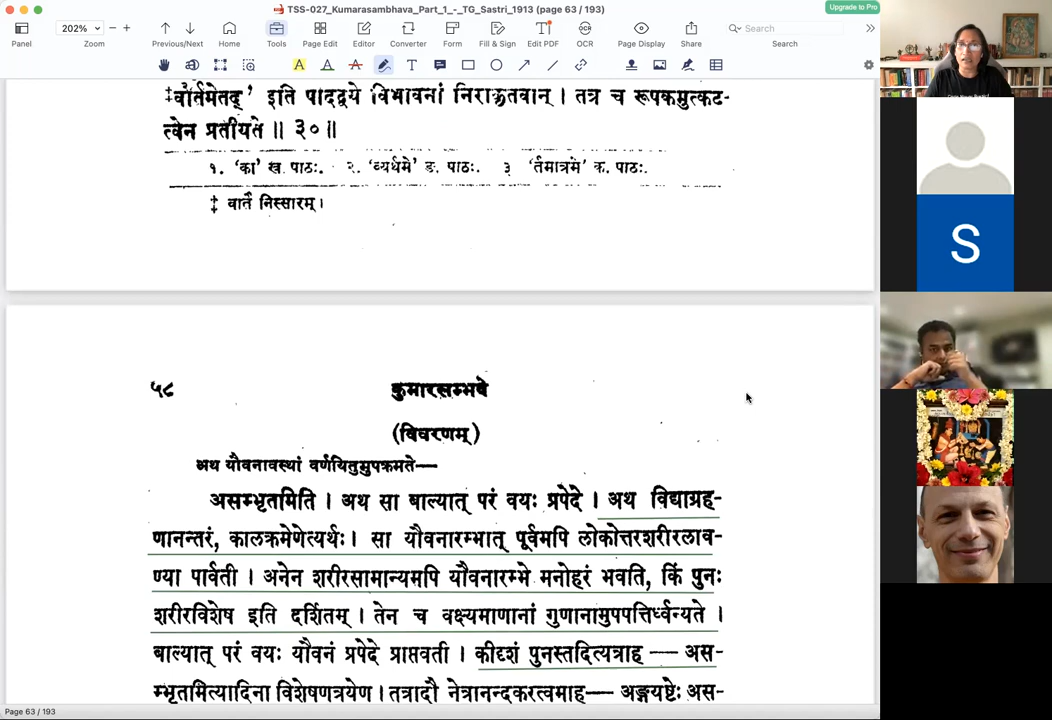 TSS-027_Kumarasambhava_Part_1_-_TG_Sastri_1913 (page 63 / 193)
Upgrade to Pro
202%
Search
Panel Zoom Previous/Next Home Tools Page Edit Editor Converter Form Fill & Sign Edit PDF OCR Page Display Share Search
‡र्वार्तमेतद्’ इति पादद्वये विभावनां निराकृतवान् । तत्र च रूपकमुत्कट-
त्वेन प्रतीयते ॥ ३० ॥
१. ‘का’ ख. पाठः. २. ‘व्यर्थमे’ ङ. पाठः. ३ ‘र्तमात्रमे’ क. पाठः.
‡ वार्तं निस्सारम् ।
५८ कुमारसम्भवे
(विवरणम्)
अथ यौवनावस्थां वर्णयितुमुपक्रमते—
असम्भृतमिति । अथ सा बाल्यात् परं वयः प्रपेदे । अथ विद्याग्रह-
णानन्तरं, कालक्रमेणेत्यर्थः । सा यौवनारम्भात् पूर्वमपि लोकोत्तरशरीरलाव-
ण्या पार्वती । अनेन शरीरसामान्यमपि यौवनारम्भे मनोहरं भवति, किं पुनः
शरीरविशेष इति दर्शितम् । तेन च वक्ष्यमाणानां गुणानामुपपत्तिर्ध्वन्यते ।
बाल्यात् परं वयः यौवनं प्रपेदे प्राप्तवती । कीदृशं पुनस्तदित्यत्राह — अस-
म्भृतमित्यादिना विशेषणत्रयेण । तत्रादौ नेत्रानन्दकरत्वमाह— अङ्गयष्टेः अस-
Page 63 / 193
S